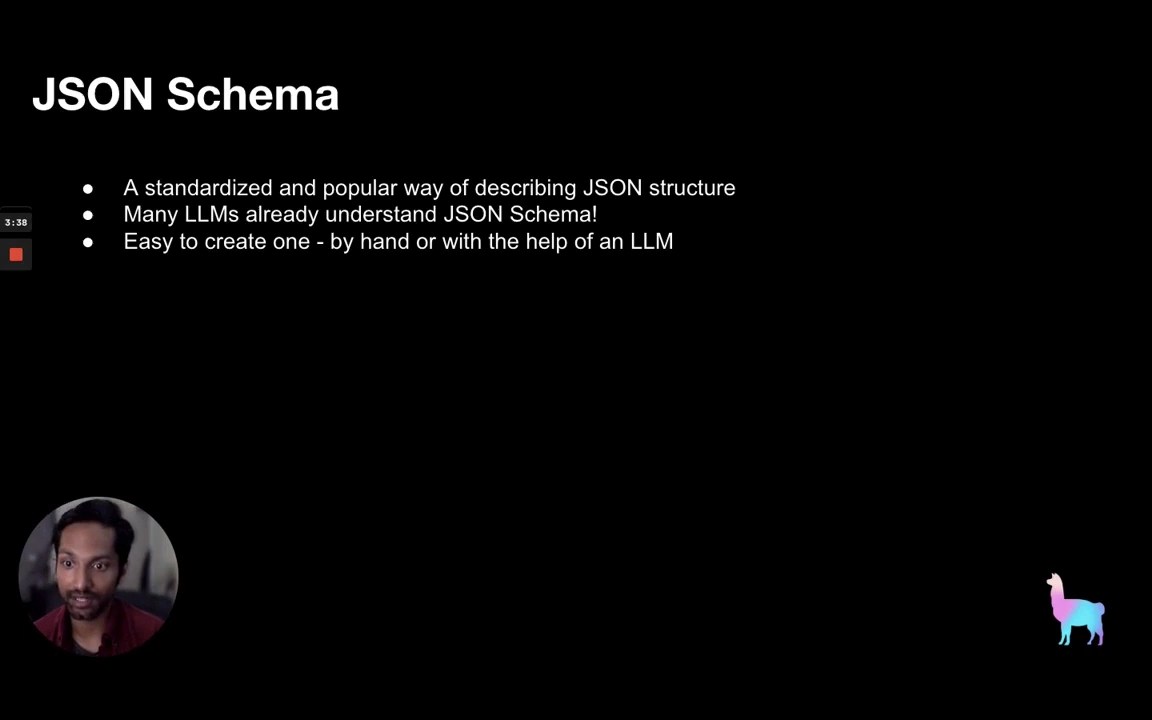 JSON Schema
● A standardized and popular way of describing JSON structure
● Many LLMs already understand JSON Schema!
● Easy to create one - by hand or with the help of an LLM
3:38